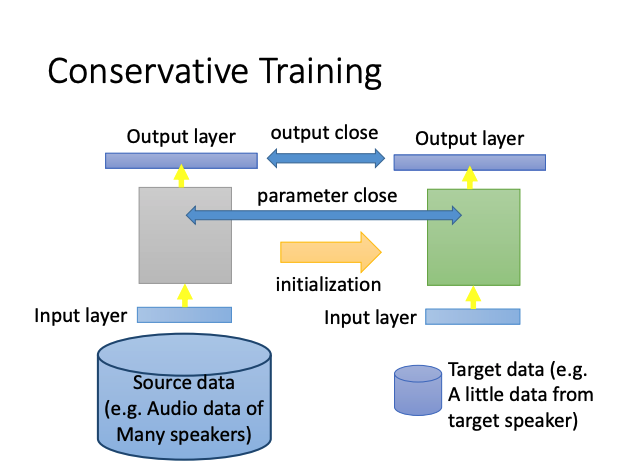 Conservative Training
Output layer
output close
Output layer
parameter close
initialization
Input layer
Input layer
Source data
(e.g. Audio data of
Many speakers)
Target data (e.g.
A little data from
target speaker)